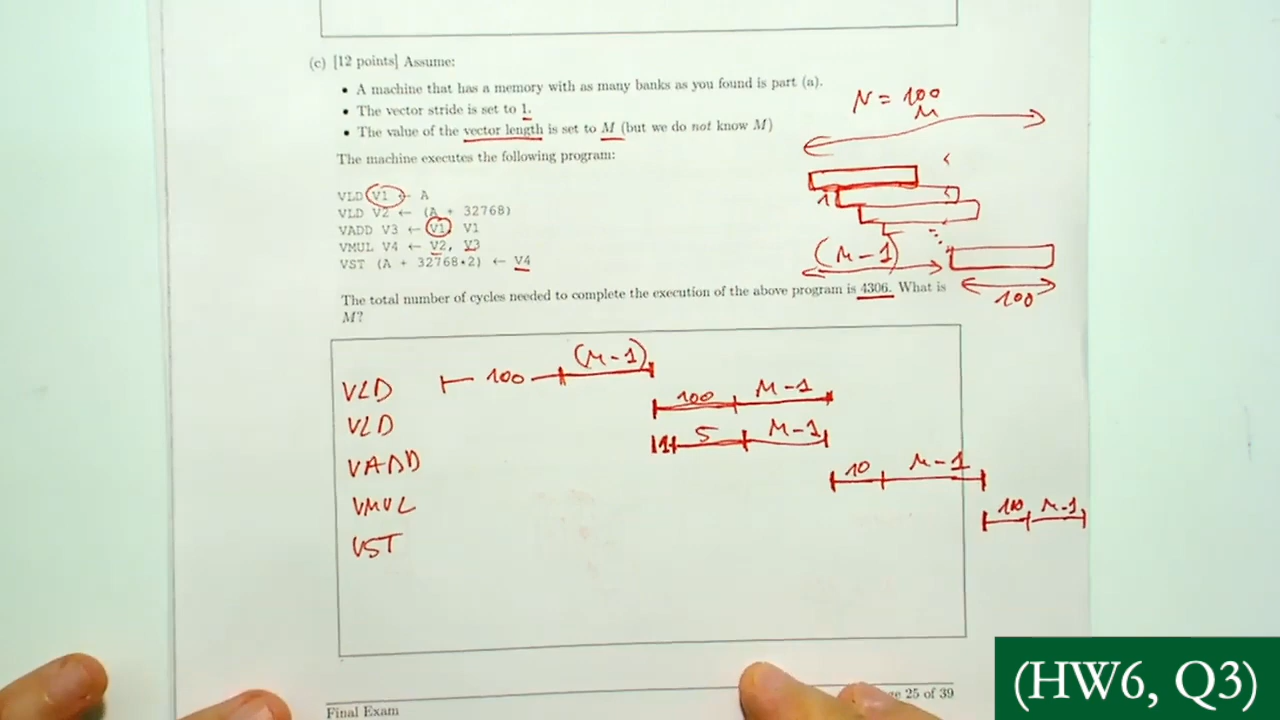 (c) [12 points] Assume:
• A machine that has a memory with as many banks as you found is part (a).
• The vector stride is set to 1.
• The value of the vector length is set to M (but we do not know M)
The machine executes the following program:
VLD V1 ← A
VLD V2 ← (A + 32768)
VADD V3 ← V1, V1
VMUL V4 ← V2, V3
VST (A + 32768*2) ← V4
The total number of cycles needed to complete the execution of the above program is 4306. What is
M?
N = 100
M
1
(M-1)
100
VLD 100 (M-1)
VLD 100 M-1
VADD 1 5 M-1
VMUL 10 M-1
VST 100 M-1
Final Exam
25 of 39
(HW6, Q3)